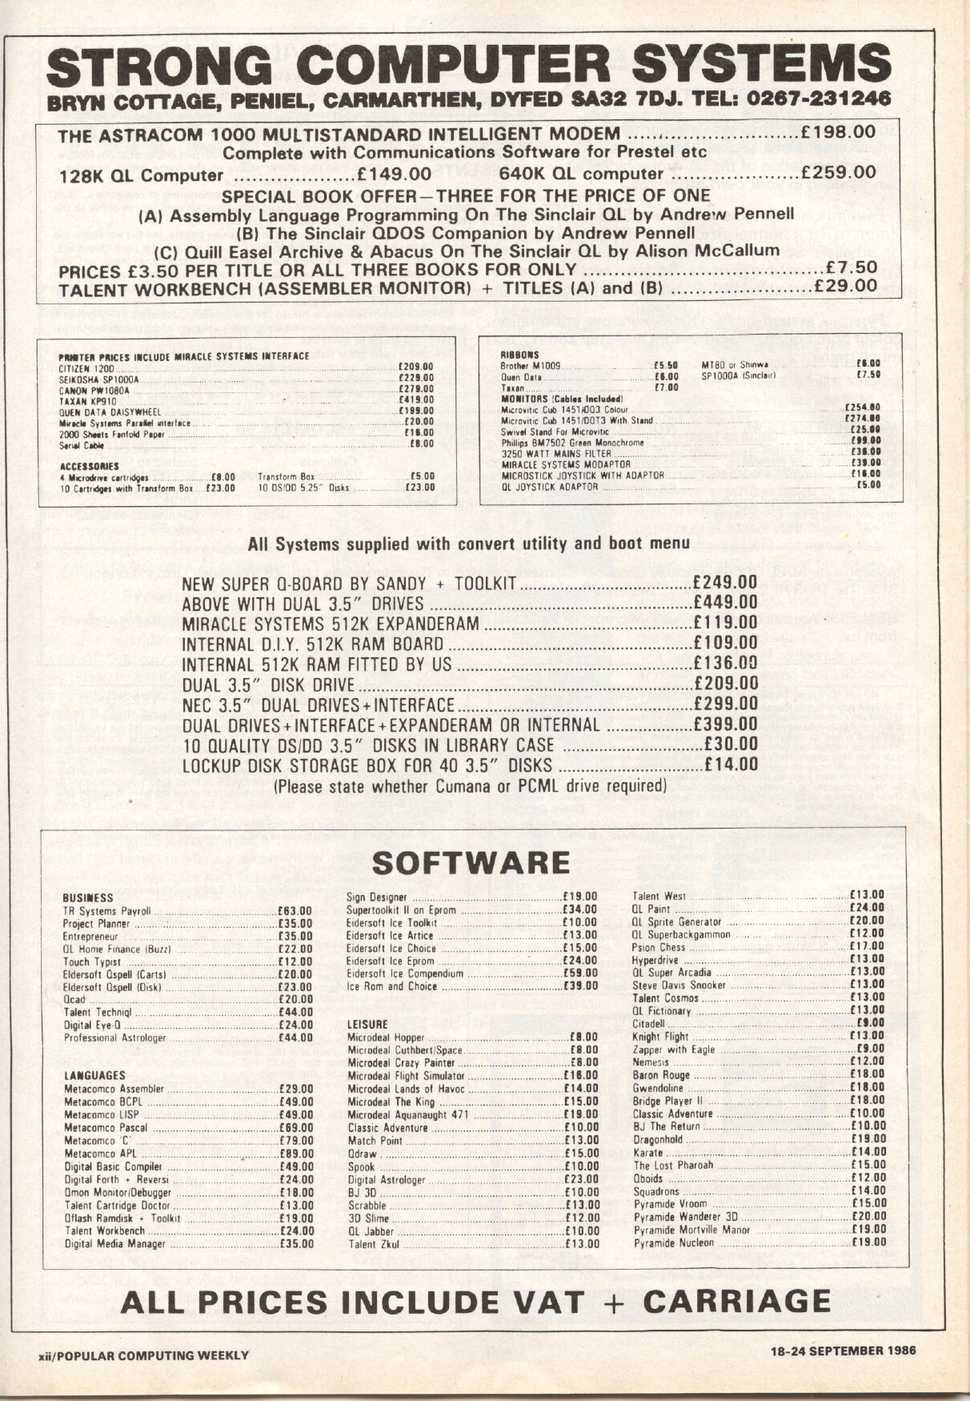 STRONG COMPUTER SYSTEMS
BRYN COTTAGE, PENIEL, CARMARTHEN, DYFED SA32 7DJ. TEL: 0267-231246
THE ASTRACOM 1000 MULTISTANDARD INTELLIGENT MODEM ............................£198.00
Complete with Communications Software for Prestel etc
128K QL Computer ....................£149.00 640K QL computer .....................£259.00
SPECIAL BOOK OFFER—THREE FOR THE PRICE OF ONE
(A) Assembly Language Programming On The Sinclair QL by Andrew Pennell
(B) The Sinclair QDOS Companion by Andrew Pennell
(C) Quill Easel Archive & Abacus On The Sinclair QL by Alison McCallum
PRICES £3.50 PER TITLE OR ALL THREE BOOKS FOR ONLY ..............................£7.50
TALENT WORKBENCH (ASSEMBLER MONITOR) + TITLES (A) and (B) .......................£29.00
PRINTER PRICES INCLUDE MIRACLE SYSTEMS INTERFACE
CITIZEN 120D ..... £209.00
SEIKOSHA SP1000A ..... £229.00
CANON PW1080A ..... £279.00
TAXAN KP910 ..... £419.00
QUEN DATA DAISYWHEEL ..... £199.00
Miracle Systems Parallel interface ..... £20.00
2000 Sheets Fanfold Paper ..... £18.00
Serial Cable ..... £8.00
ACCESSORIES
4 Microdrive cartridges ..... £8.00 Transform Box ..... £5.00
10 Cartridges with Transform Box £23.00 10 DS/DD 5.25" Disks ..... £23.00
RIBBONS
Brother M1009 ..... £5.50 MT80 or Shinwa ..... £6.00
Quen Data ..... £6.00 SP1000A (Sinclair) ..... £7.50
Taxan ..... £7.00
MONITORS (Cables Included)
Microvitic Cub 1451/DQ3 Colour ..... £254.00
Microvitic Cub 1451/DOT3 With Stand ..... £274.00
Swivel Stand For Microvitic ..... £25.00
Phillips BM7502 Green Monochrome ..... £99.00
3250 WATT MAINS FILTER ..... £36.00
MIRACLE SYSTEMS MODAPTOR ..... £39.00
MICROSTICK JOYSTICK WITH ADAPTOR ..... £16.00
QL JOYSTICK ADAPTOR ..... £5.00
All Systems supplied with convert utility and boot menu
NEW SUPER Q-BOARD BY SANDY + TOOLKIT ..... £249.00
ABOVE WITH DUAL 3.5" DRIVES ..... £449.00
MIRACLE SYSTEMS 512K EXPANDERAM ..... £119.00
INTERNAL D.I.Y. 512K RAM BOARD ..... £109.00
INTERNAL 512K RAM FITTED BY US ..... £136.00
DUAL 3.5" DISK DRIVE ..... £209.00
NEC 3.5" DUAL DRIVES+INTERFACE ..... £299.00
DUAL DRIVES+INTERFACE+EXPANDERAM OR INTERNAL ..... £399.00
10 QUALITY DS/DD 3.5" DISKS IN LIBRARY CASE ..... £30.00
LOCKUP DISK STORAGE BOX FOR 40 3.5" DISKS ..... £14.00
(Please state whether Cumana or PCML drive required)
SOFTWARE
BUSINESS
TR Systems Payroll ..... £63.00
Project Planner ..... £35.00
Entrepreneur ..... £35.00
QL Home Finance (Buzz) ..... £22.00
Touch Typist ..... £12.00
Eldersoft Qspell (Carts) ..... £20.00
Eldersoft Qspell (Disk) ..... £23.00
Qcad ..... £20.00
Talent Techniql ..... £44.00
Digital Eye-Q ..... £24.00
Professional Astrologer ..... £44.00
LANGUAGES
Metacomco Assembler ..... £29.00
Metacomco BCPL ..... £49.00
Metacomco LISP ..... £49.00
Metacomco Pascal ..... £69.00
Metacomco 'C' ..... £79.00
Metacomco APL ..... £89.00
Digital Basic Compiler ..... £49.00
Digital Forth + Reversi ..... £24.00
Qmon Monitor/Debugger ..... £18.00
Talent Cartridge Doctor ..... £13.00
Qflash Ramdisk + Toolkit ..... £19.00
Talent Workbench ..... £24.00
Digital Media Manager ..... £35.00
Sign Designer ..... £19.00
Supertoolkit II on Eprom ..... £34.00
Eidersoft Ice Toolkit ..... £10.00
Eidersoft Ice Artice ..... £13.00
Eidersoft Ice Choice ..... £15.00
Eidersoft Ice Eprom ..... £24.00
Eidersoft Ice Compendium ..... £59.00
Ice Rom and Choice ..... £39.00
LEISURE
Microdeal Hopper ..... £8.00
Microdeal Cuthbert/Space ..... £8.00
Microdeal Crazy Painter ..... £8.00
Microdeal Flight Simulator ..... £16.00
Microdeal Lands of Havoc ..... £14.00
Microdeal The King ..... £15.00
Microdeal Aquanaught 471 ..... £19.00
Classic Adventure ..... £10.00
Match Point ..... £13.00
Qdraw ..... £15.00
Spook ..... £10.00
Digital Astrologer ..... £23.00
BJ 3D ..... £10.00
Scrabble ..... £13.00
3D Slime ..... £12.00
QL Jabber ..... £10.00
Talent Zkul ..... £13.00
Talent West ..... £13.00
QL Paint ..... £24.00
QL Sprite Generator ..... £20.00
QL Superbackgammon ..... £12.00
Psion Chess ..... £17.00
Hyperdrive ..... £13.00
QL Super Arcadia ..... £13.00
Steve Davis Snooker ..... £13.00
Talent Cosmos ..... £13.00
QL Fictionary ..... £13.00
Citadell ..... £9.00
Knight Flight ..... £13.00
Zapper with Eagle ..... £9.00
Nemesis ..... £12.00
Baron Rouge ..... £18.00
Gwendoline ..... £18.00
Bridge Player II ..... £18.00
Classic Adventure ..... £10.00
BJ The Return ..... £10.00
Dragonhold ..... £19.00
Karate ..... £14.00
The Lost Pharoah ..... £15.00
Qboids ..... £12.00
Squadrons ..... £14.00
Pyramide Vroom ..... £15.00
Pyramide Wanderer 3D ..... £20.00
Pyramide Mortville Manor ..... £19.00
Pyramide Nucleon ..... £19.00
ALL PRICES INCLUDE VAT + CARRIAGE
xii/POPULAR COMPUTING WEEKLY
18-24 SEPTEMBER 1986